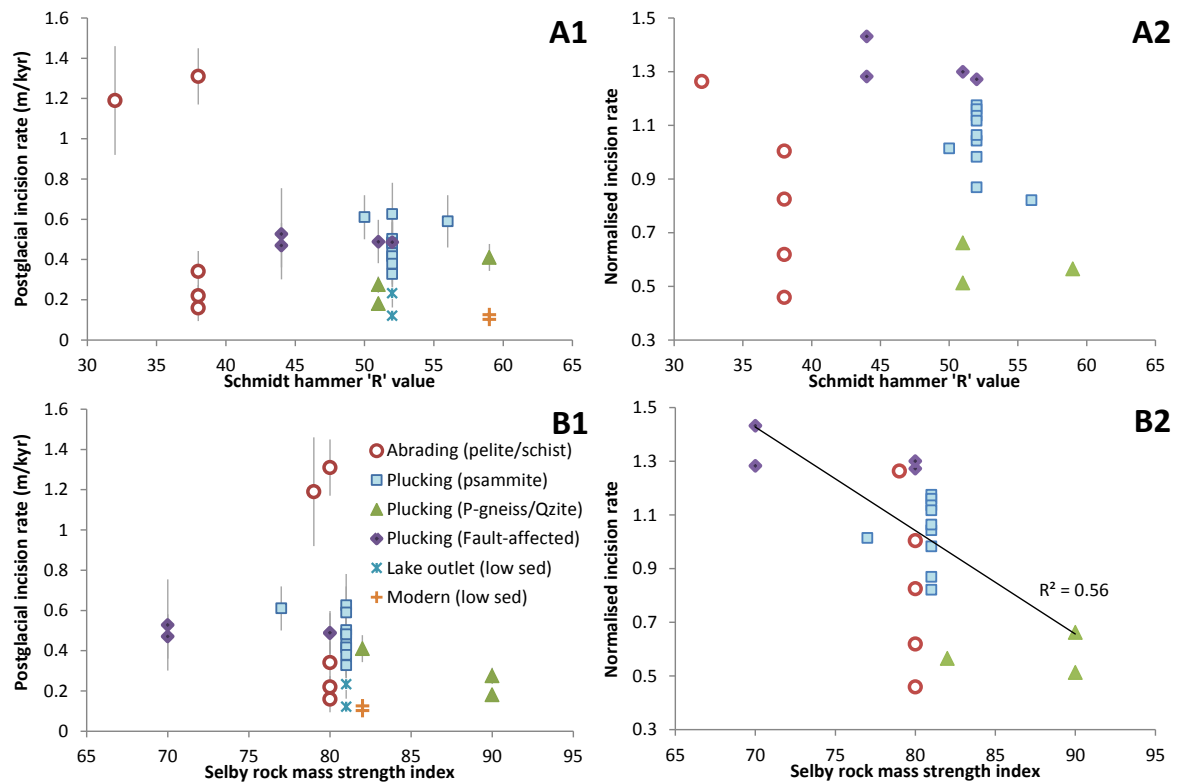 A1
Postglacial incision rate (m/kyr)
1.6
1.4
1.2
1
0.8
0.6
0.4
0.2
0
30 35 40 45 50 55 60 65
Schmidt hammer 'R' value
A2
Normalised incision rate
1.5
1.3
1.1
0.9
0.7
0.5
0.3
30 35 40 45 50 55 60 65
Schmidt hammer 'R' value
B1
Postglacial incision rate (m/kyr)
1.6
1.4
1.2
1
0.8
0.6
0.4
0.2
0
Abrading (pelite/schist)
Plucking (psammite)
Plucking (P-gneiss/Qzite)
Plucking (Fault-affected)
Lake outlet (low sed)
Modern (low sed)
65 70 75 80 85 90 95
Selby rock mass strength index
B2
Normalised incision rate
1.5
1.3
1.1
0.9
0.7
0.5
0.3
R² = 0.56
65 70 75 80 85 90 95
Selby rock mass strength index